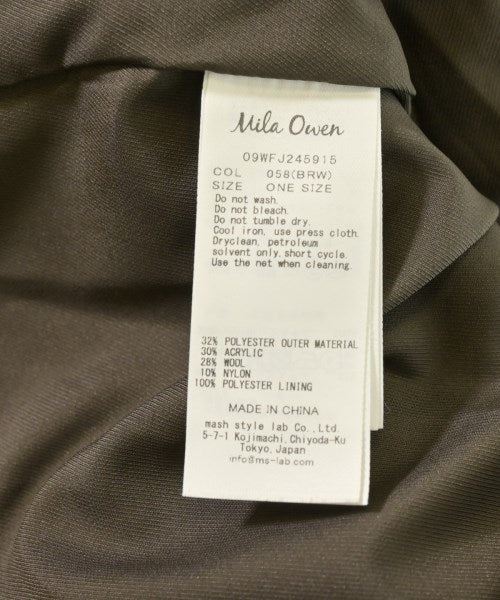 Mila Owen
09WFJ245915
COL 058(BRW)
SIZE ONE SIZE
Do not wash.
Do not bleach.
Do not tumble dry.
Cool iron, use press cloth.
Dryclean, petroleum
solvent only, short cycle.
Use the net when cleaning.
32% POLYESTER OUTER MATERIAL
30% ACRYLIC
28% WOOL
10% NYLON
100% POLYESTER LINING
MADE IN CHINA
mash style lab Co., Ltd.
5-7-1 Kojimachi, Chiyoda-Ku
Tokyo, Japan
info@ms-lab.com